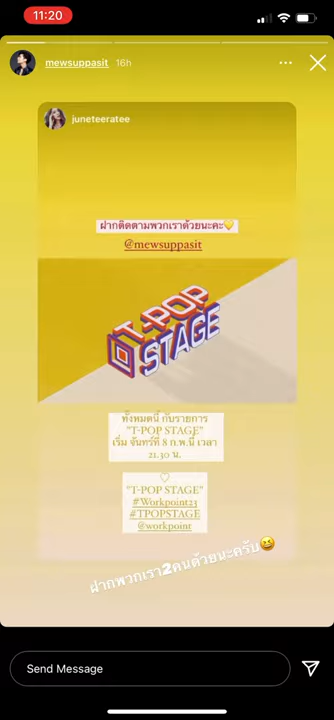 11:20
mewsuppasit 16h
juneteeratee
ฝากติดตามพวกเราด้วยนะคะ💛
@mewsuppasit
T-POP
STAGE
ทั้งหมดนี้ กับรายการ
"T-POP STAGE"
เริ่ม จันทร์ที่ 8 ก.พ.นี้ เวลา
21.30 น.
♡
"T-POP STAGE"
#Workpoint23
#TPOPSTAGE
@workpoint
ฝากพวกเรา2คนด้วยนะครับ😆
Send Message